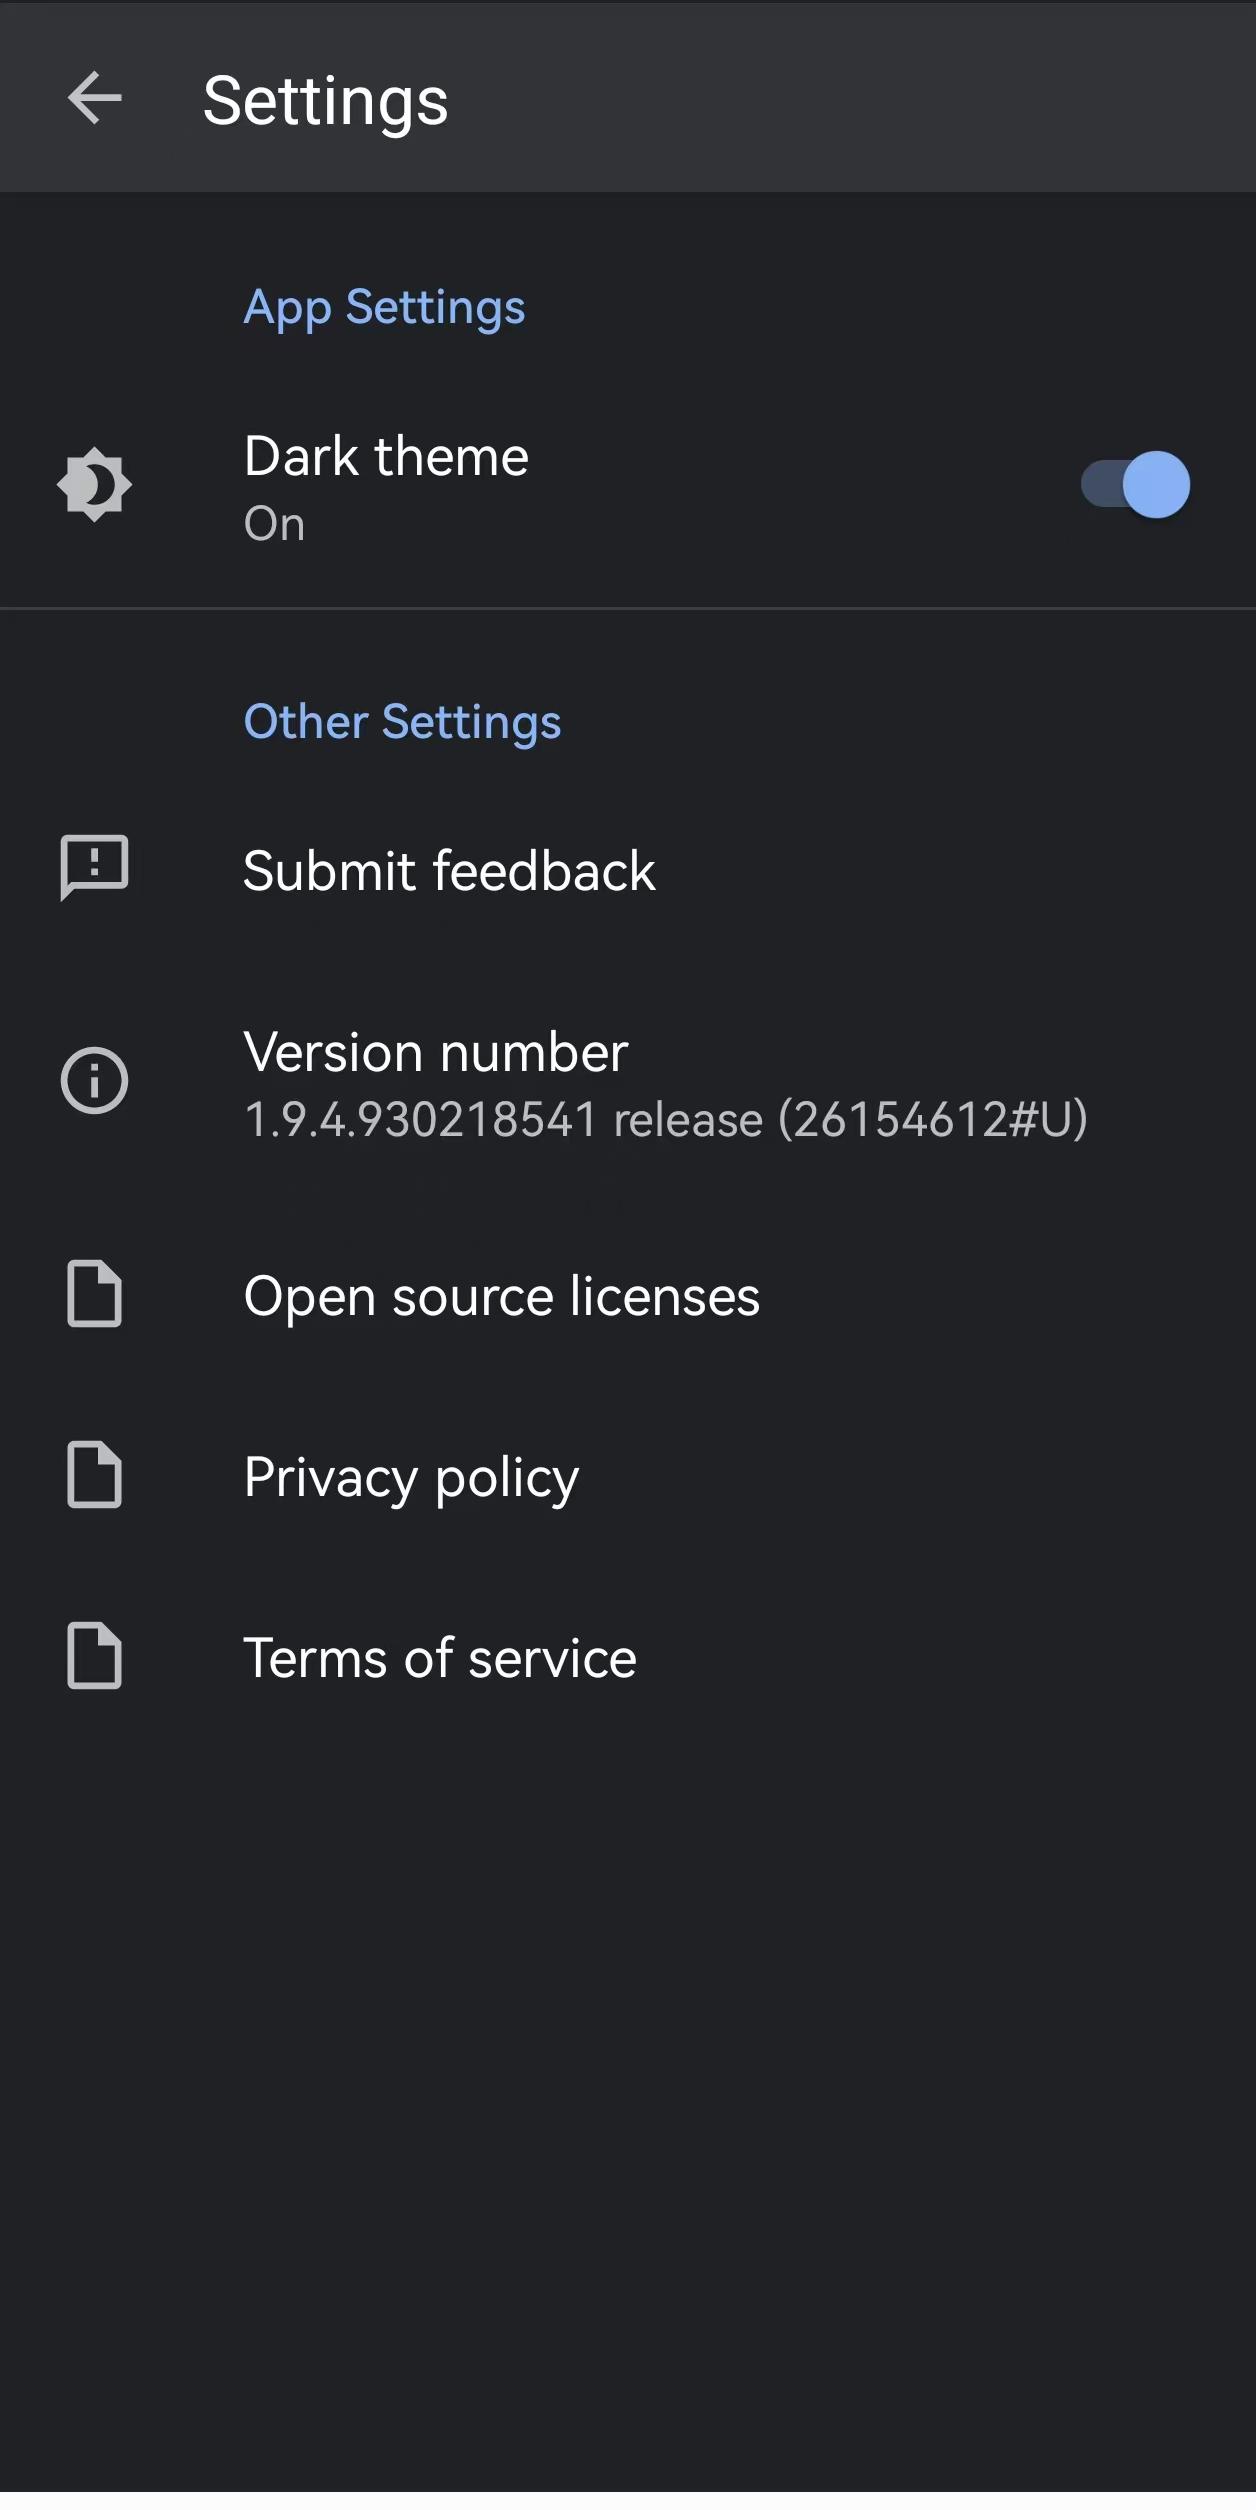 Settings
App Settings
Dark theme
On
Other Settings
Submit feedback
Version number
1.9.4.930218541 release (26154612#U)
Open source licenses
Privacy policy
Terms of service